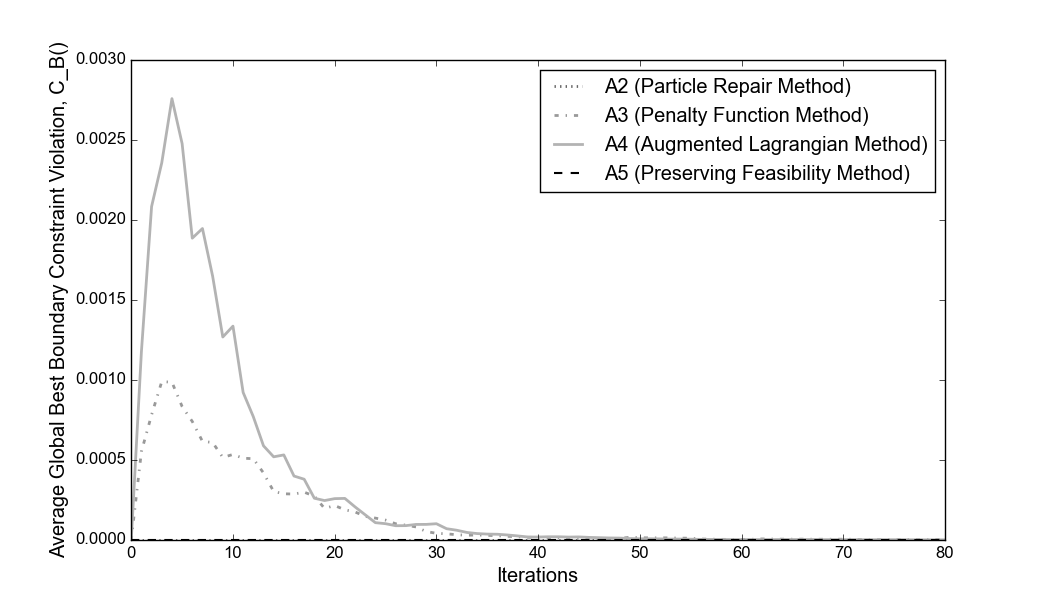 Average Global Best Boundary Constraint Violation, C_B()
0.0030
0.0025
0.0020
0.0015
0.0010
0.0005
0.0000
A2 (Particle Repair Method)
A3 (Penalty Function Method)
A4 (Augmented Lagrangian Method)
A5 (Preserving Feasibility Method)
0 10 20 30 40 50 60 70 80
Iterations